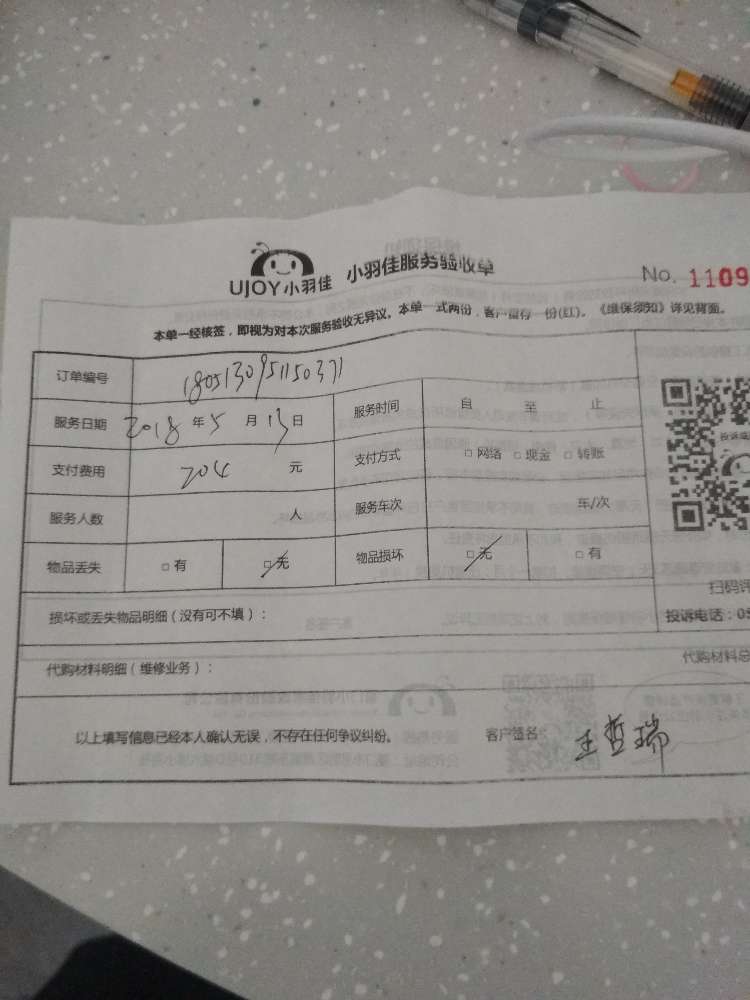 UJOY小羽佳 小羽佳服务验收单 No. 1109
本单一经核签，即视为对本次服务验收无异议。本单一式两份，客户留存一份(红)。《维保须知》详见背面。
订单编号 1805130951150371
服务日期 2018 年 5 月 13 日 服务时间 自 至 止
支付费用 204 元 支付方式 □ 网络 □ 现金 □ 转账
服务人数 人 服务车次 车/次
物品丢失 □ 有 □ 无 物品损坏 □ 无 □ 有
扫码评
损坏或丢失物品明细（没有可不填）： 投诉电话：05
代购材料明细（维修业务）： 代购材料总
以上填写信息已经本人确认无误，不存在任何争议纠纷。 客户签名： 王哲瑞